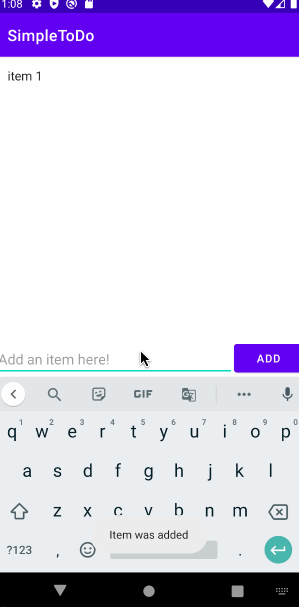 1:08
SimpleToDo
item 1
Add an item here!
ADD
GIF
q1 w2 e3 r4 t5 y6 u7 i8 o9 p0
a s d f g h j k l
z x c v b n m
Item was added
?123 , .